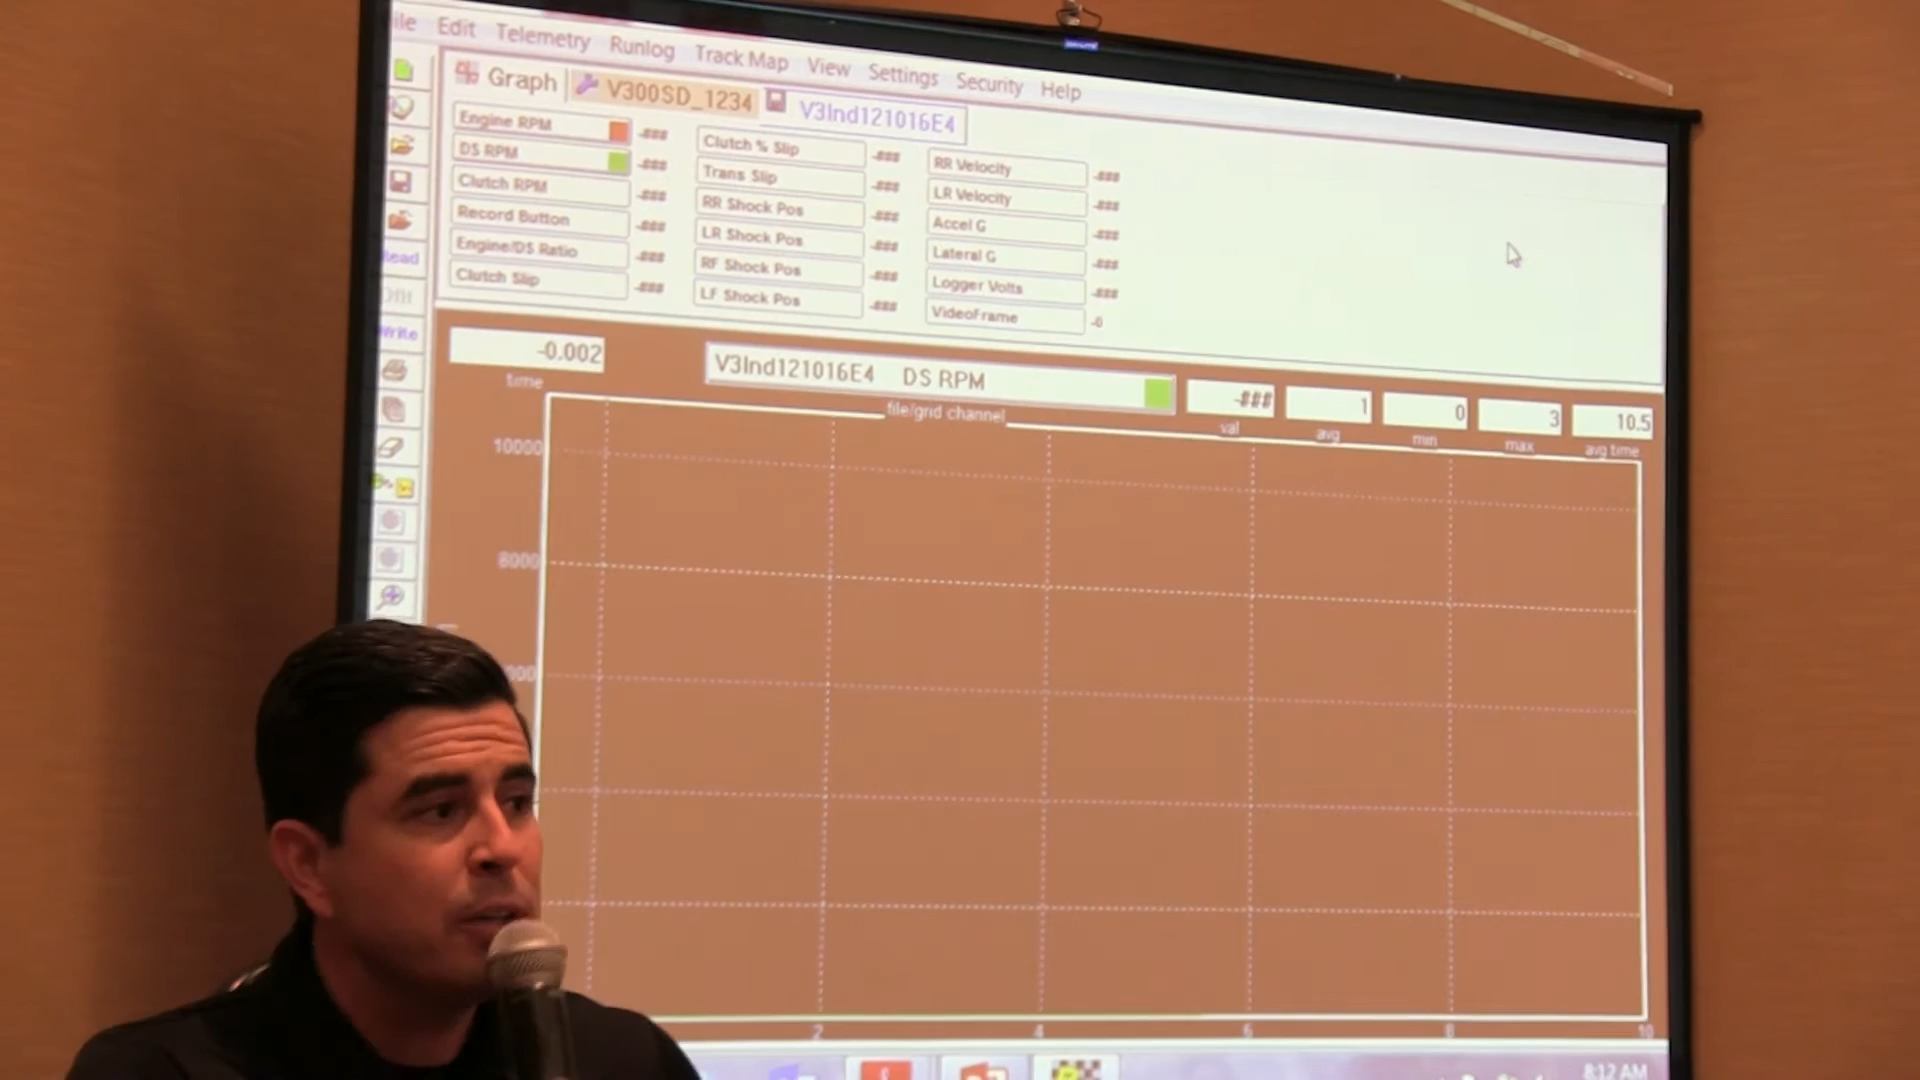 ile Edit Telemetry Runlog Track Map View Settings Security Help
Graph V300SD_1234 V3Ind121016E4
Engine RPM -###
DS RPM -###
Clutch RPM -###
Record Button -###
Engine/DS Ratio -###
Clutch Slip -###
Clutch % Slip -###
Trans Slip -###
RR Shock Pos -###
LR Shock Pos -###
RF Shock Pos -###
LF Shock Pos -###
RR Velocity -###
LR Velocity -###
Accel G -###
Lateral G -###
Logger Volts -###
VideoFrame -0
Read
Write
-0.002
time
V3Ind121016E4 DS RPM
file/grid channel
-###
val
1
avg
0
min
3
max
10.5
avg time
10000
8000
000
2 4 6 8 10
8:12 AM